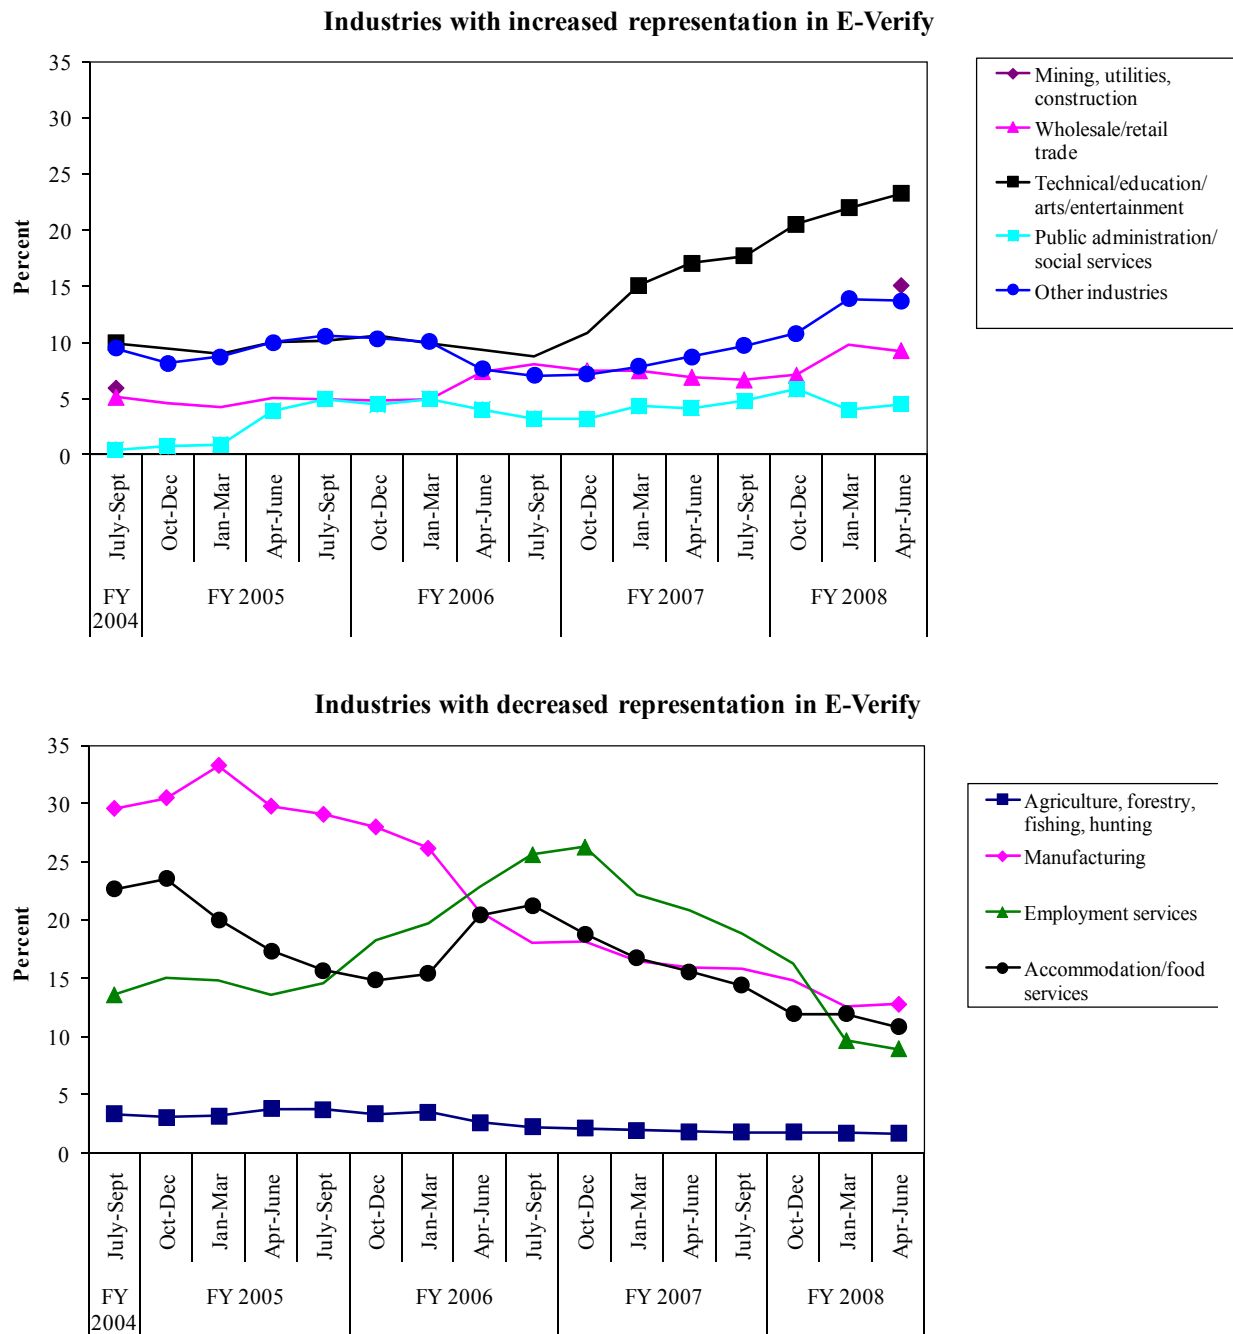 Industries with increased representation in E-Verify
35
30
25
20
15
10
5
0
Percent
July-Sept
Oct-Dec
Jan-Mar
Apr-June
July-Sept
Oct-Dec
Jan-Mar
Apr-June
July-Sept
Oct-Dec
Jan-Mar
Apr-June
July-Sept
Oct-Dec
Jan-Mar
Apr-June
FY
2004
FY 2005
FY 2006
FY 2007
FY 2008
Mining, utilities,
construction
Wholesale/retail
trade
Technical/education/
arts/entertainment
Public administration/
social services
Other industries
Industries with decreased representation in E-Verify
35
30
25
20
15
10
5
0
Percent
July-Sept
Oct-Dec
Jan-Mar
Apr-June
July-Sept
Oct-Dec
Jan-Mar
Apr-June
July-Sept
Oct-Dec
Jan-Mar
Apr-June
July-Sept
Oct-Dec
Jan-Mar
Apr-June
FY
2004
FY 2005
FY 2006
FY 2007
FY 2008
Agriculture, forestry,
fishing, hunting
Manufacturing
Employment services
Accommodation/food
services